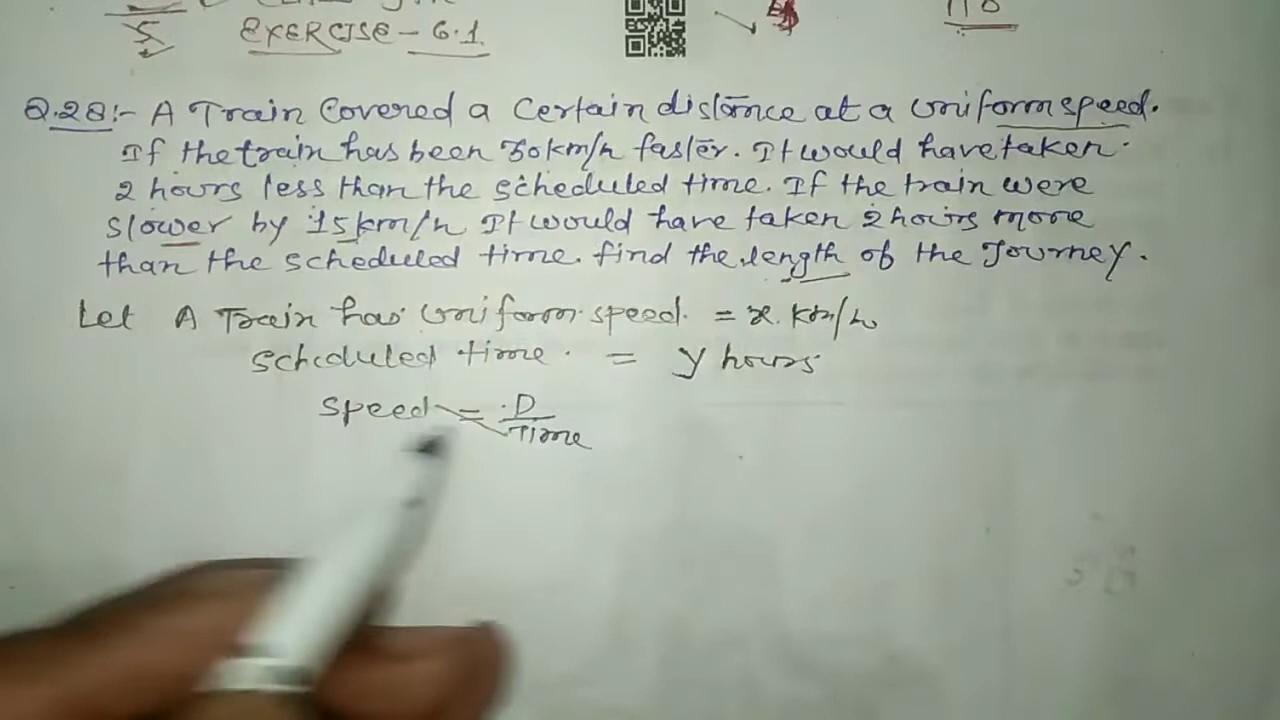 5 EXERCISE - 6.1
Q.28:- A Train Covered a Certain distance at a uniform speed.
If the train has been 30km/h faster. It would have taken
2 hours less than the scheduled time. If the train were
slower by 15km/h It would have taken 2 hours more
than the scheduled time. find the length of the Journey.
Let A Train has uniform speed = x km/h
Scheduled time = y hours
Speed = D
Time